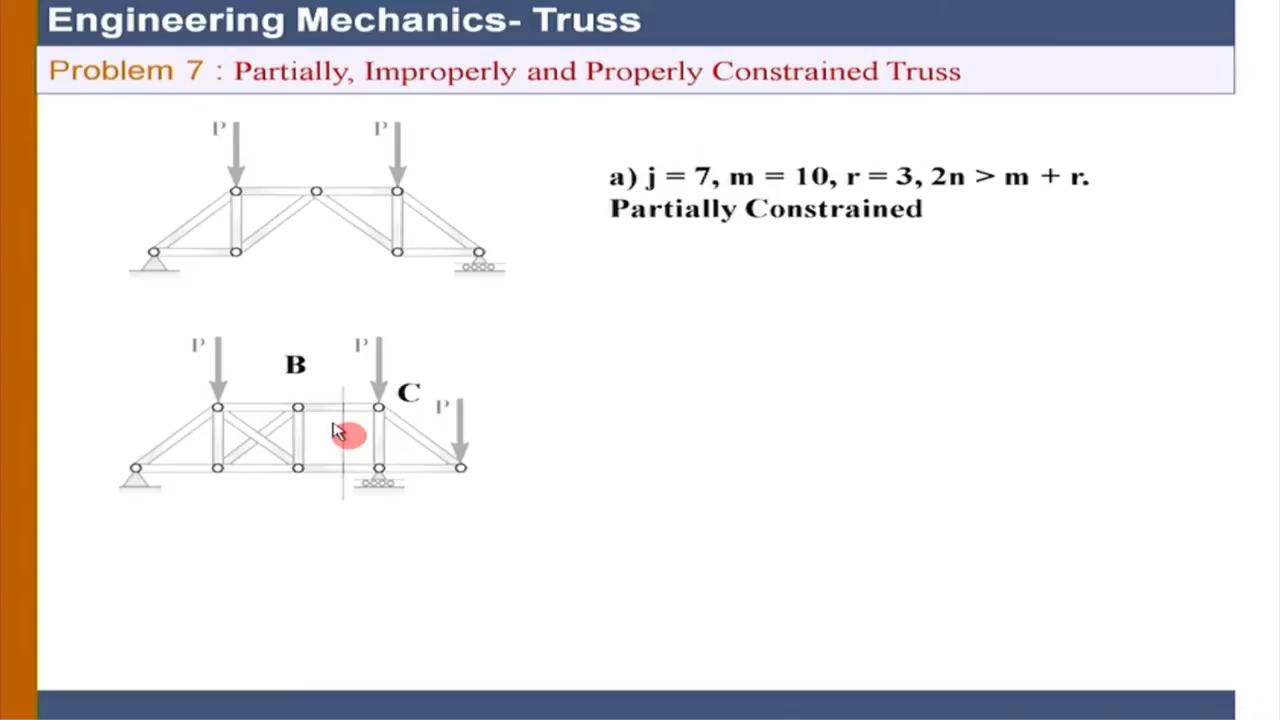 Engineering Mechanics- Truss
Problem 7 : Partially, Improperly and Properly Constrained Truss
P P
a) j = 7, m = 10, r = 3, 2n > m + r.
Partially Constrained
P B P
C P